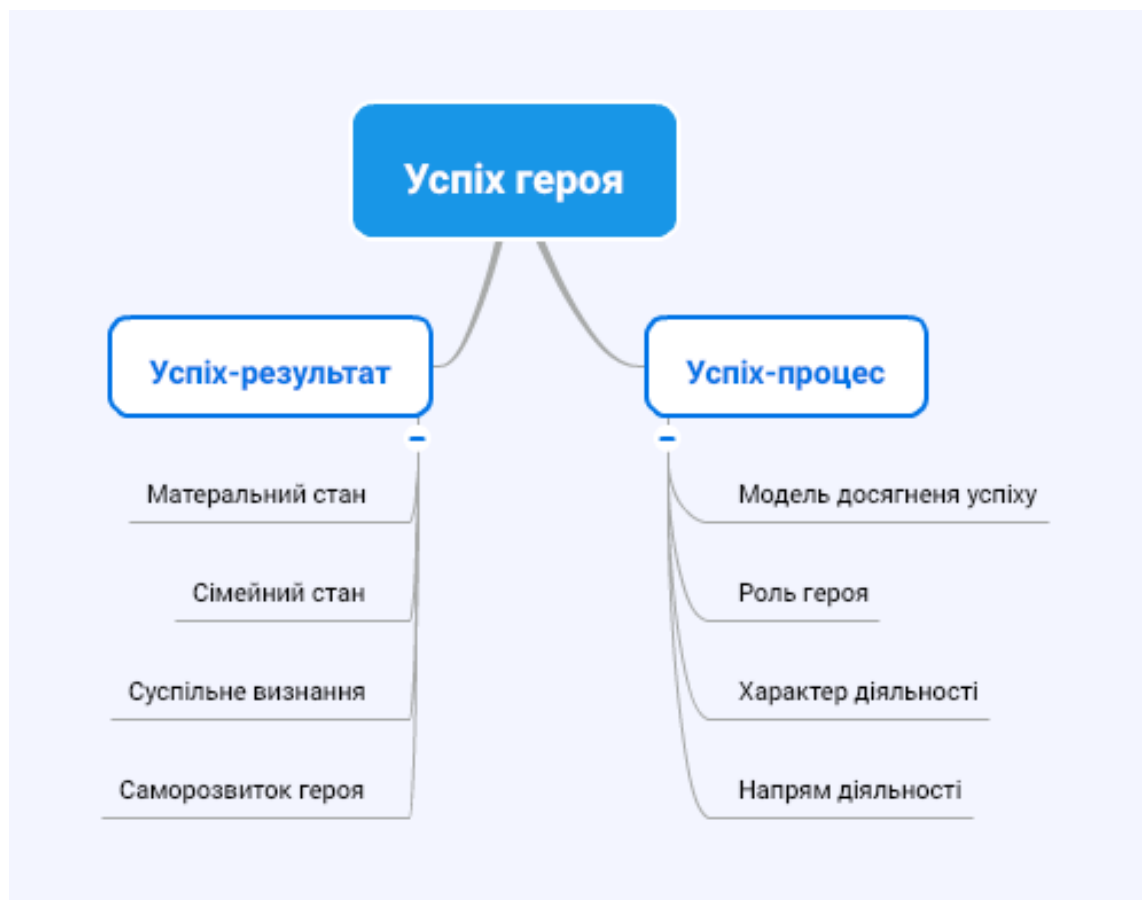 Успіх героя
Успіх-результат
Матеральний стан
Сімейний стан
Суспільне визнання
Саморозвиток героя
Успіх-процес
Модель досягненя успіху
Роль героя
Характер діяльності
Напрям діяльності